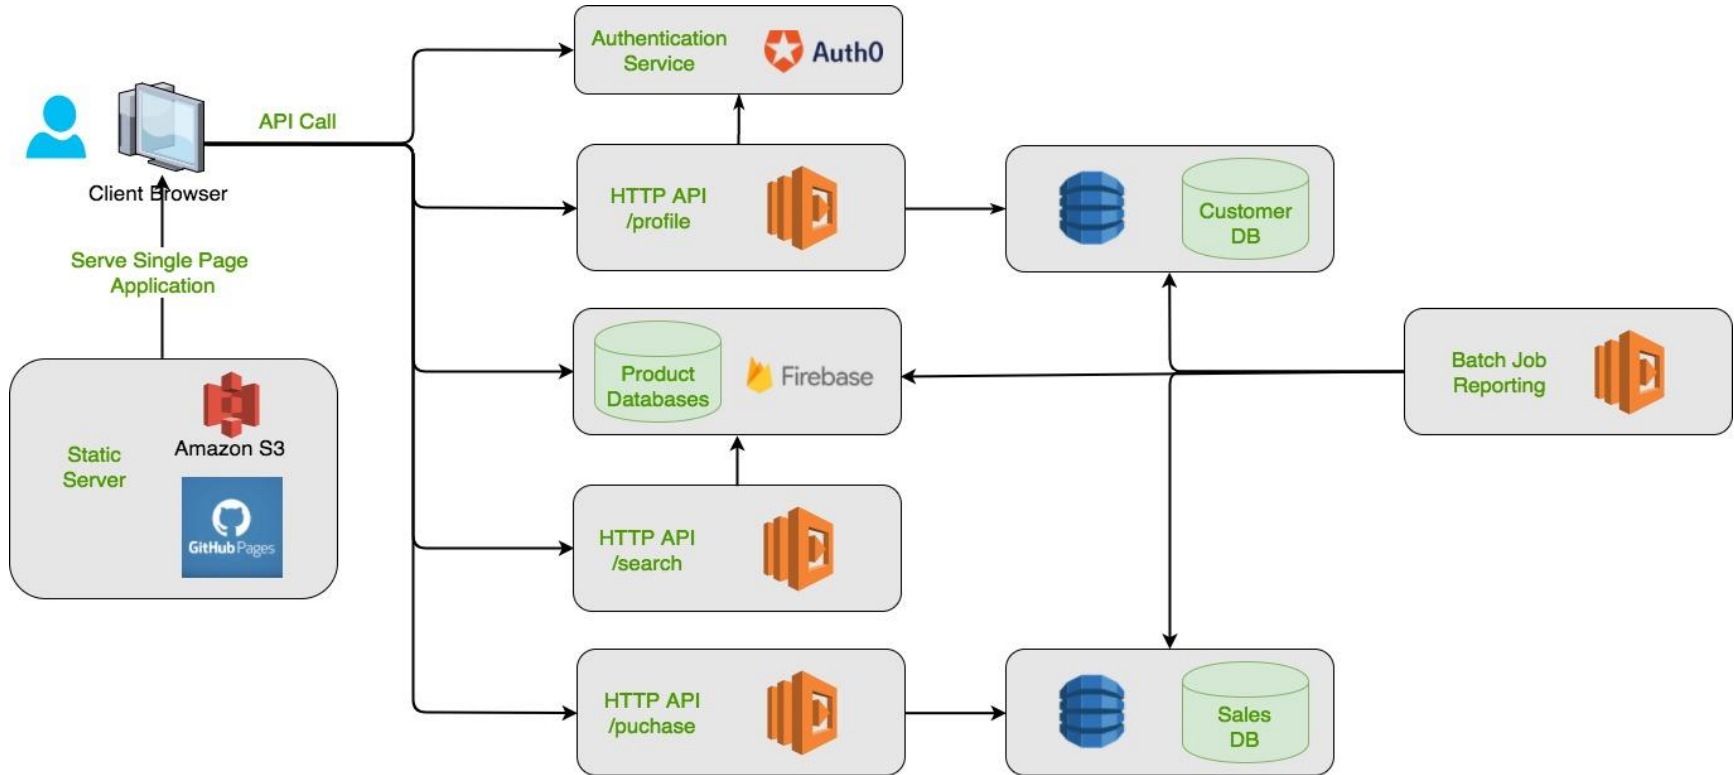 Authentication
Service
Auth0
API Call
Client Browser
HTTP API
/profile
Customer
DB
Serve Single Page
Application
Product
Databases
Firebase
Batch Job
Reporting
Amazon S3
Static
Server
GitHub Pages
HTTP API
/search
HTTP API
/puchase
Sales
DB